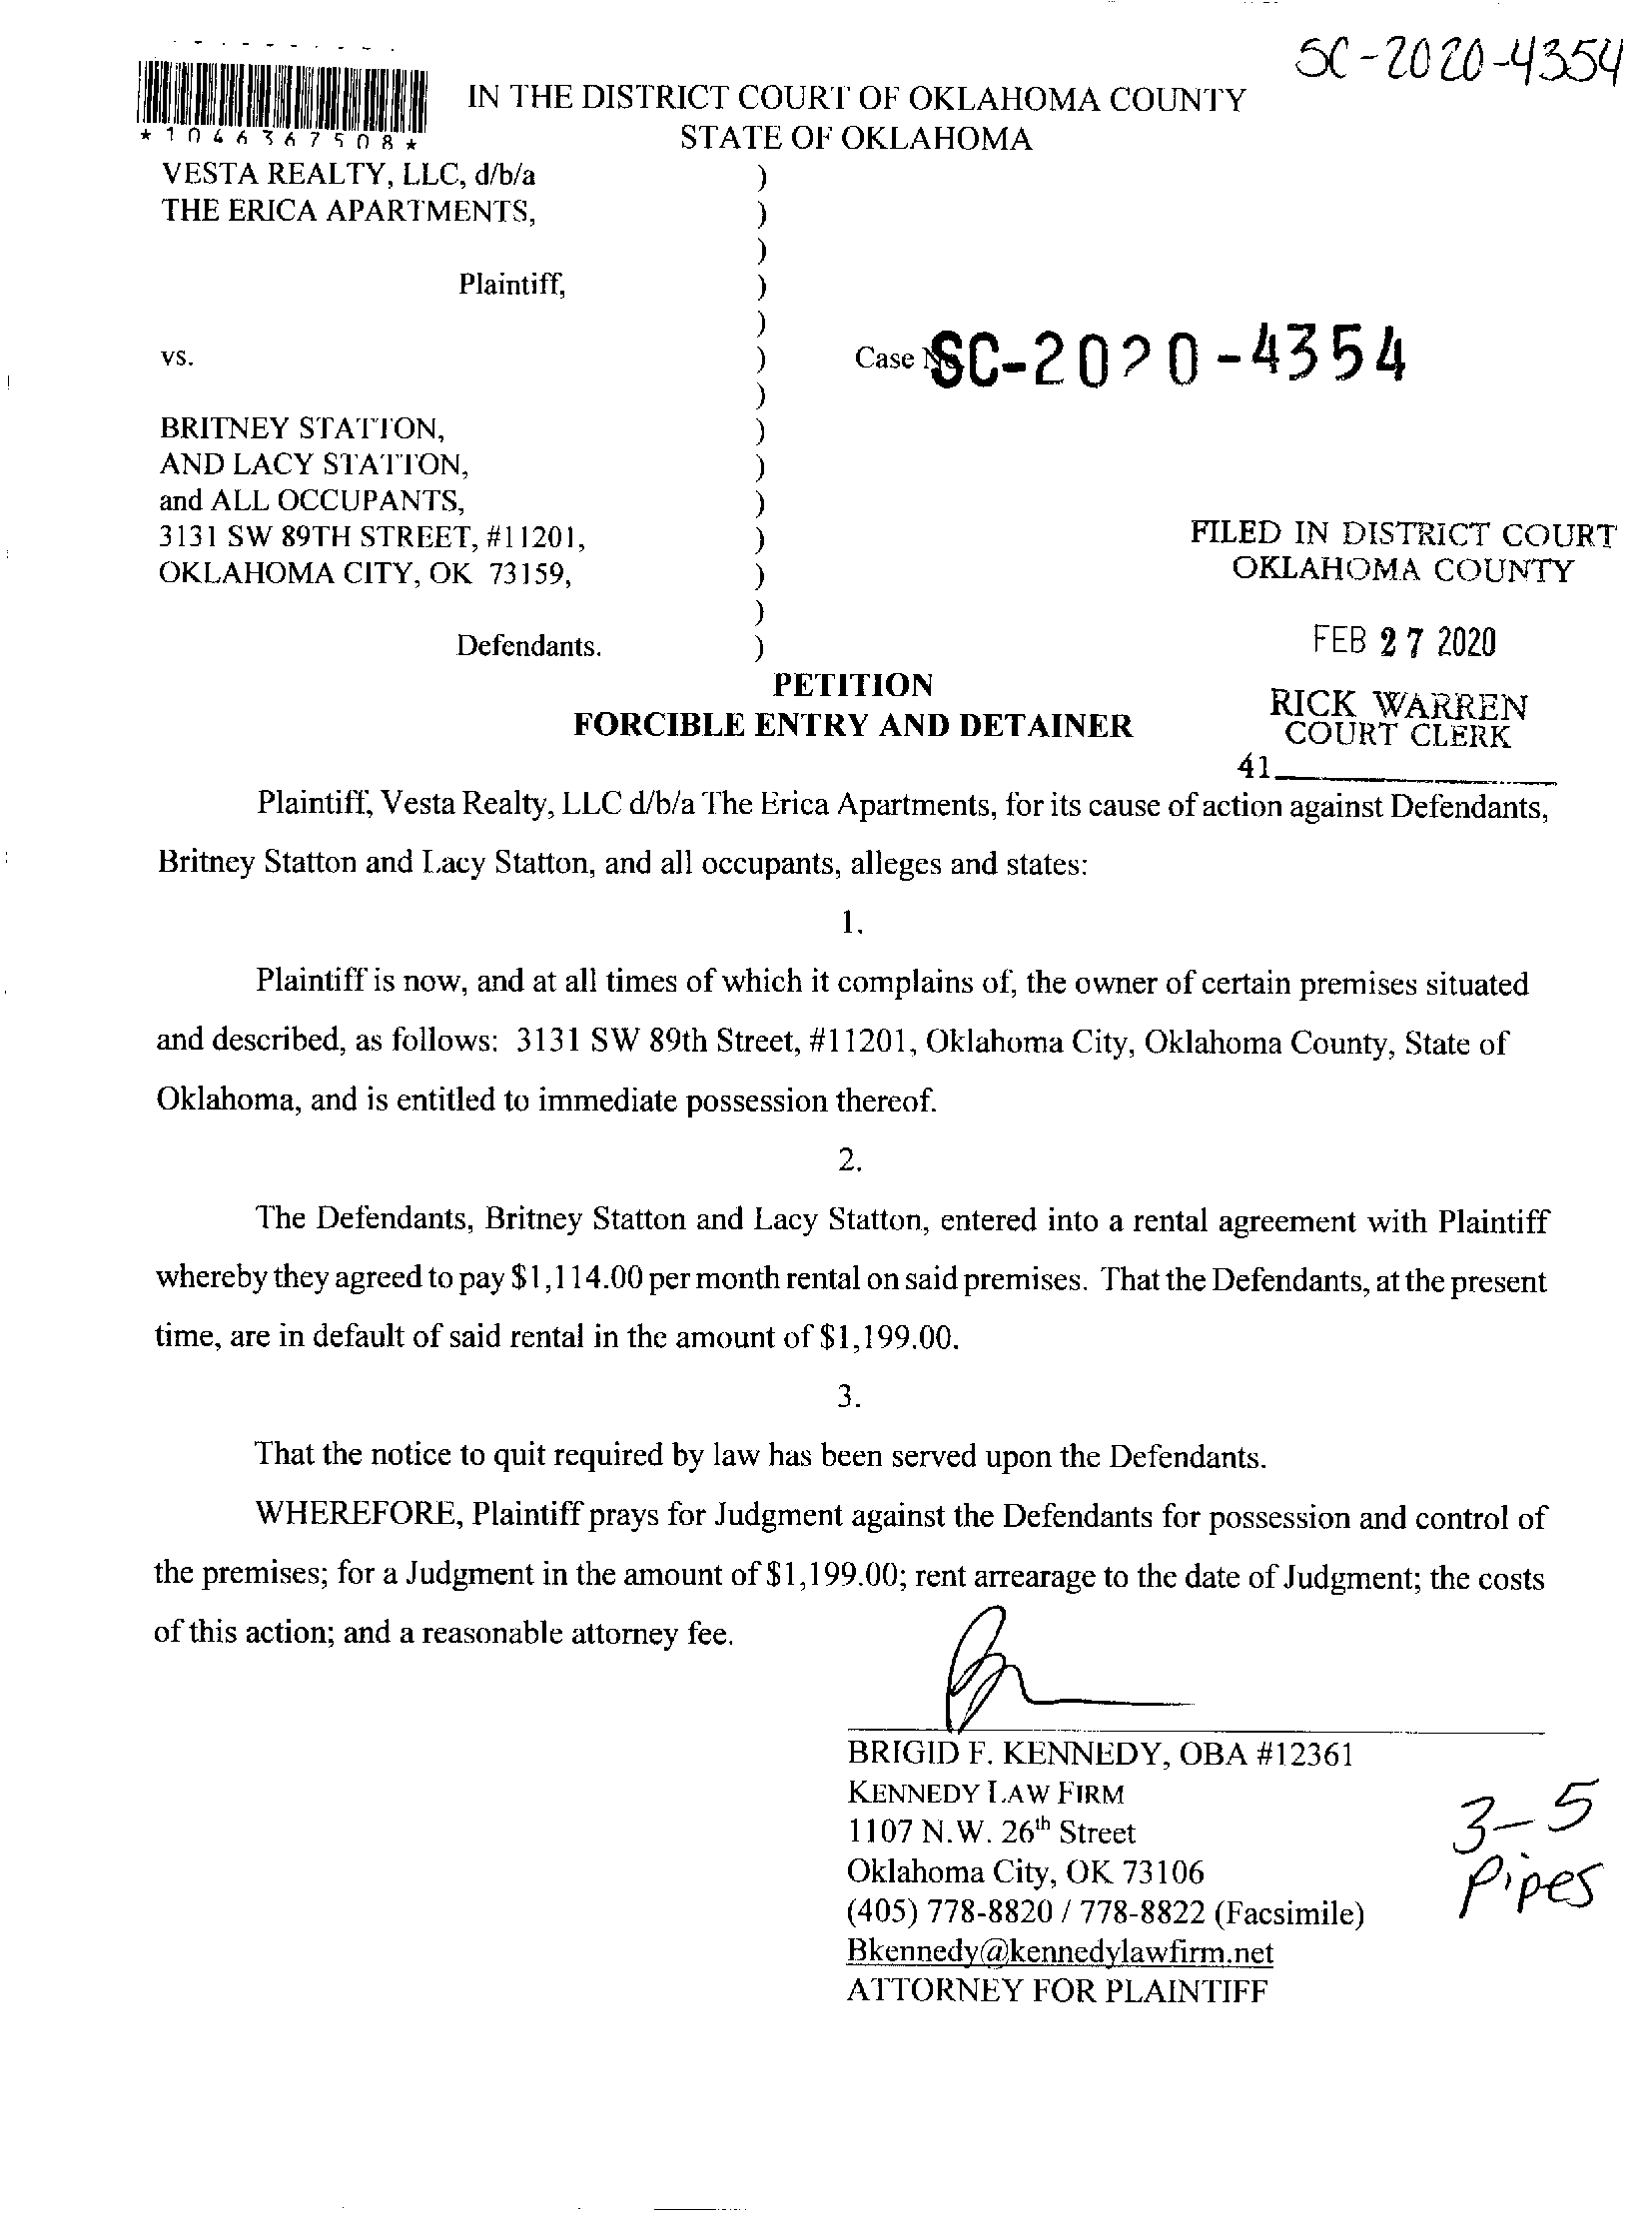 SC-2020-4354
IN THE DISTRICT COURT OF OKLAHOMA COUNTY
STATE OF OKLAHOMA
*1046367508*
VESTA REALTY, LLC, d/b/a )
THE ERICA APARTMENTS, )
)
Plaintiff, )
)
vs. ) Case No. SC-2020-4354
)
BRITNEY STATTON, )
AND LACY STATTON, )
and ALL OCCUPANTS, )
3131 SW 89TH STREET, #11201, )
OKLAHOMA CITY, OK 73159, )
)
Defendants. )
FILED IN DISTRICT COURT
OKLAHOMA COUNTY
FEB 27 2020
RICK WARREN
COURT CLERK
41
PETITION
FORCIBLE ENTRY AND DETAINER
Plaintiff, Vesta Realty, LLC d/b/a The Erica Apartments, for its cause of action against Defendants,
Britney Statton and Lacy Statton, and all occupants, alleges and states:
1.
Plaintiff is now, and at all times of which it complains of, the owner of certain premises situated
and described, as follows: 3131 SW 89th Street, #11201, Oklahoma City, Oklahoma County, State of
Oklahoma, and is entitled to immediate possession thereof.
2.
The Defendants, Britney Statton and Lacy Statton, entered into a rental agreement with Plaintiff
whereby they agreed to pay $1,114.00 per month rental on said premises. That the Defendants, at the present
time, are in default of said rental in the amount of $1,199.00.
3.
That the notice to quit required by law has been served upon the Defendants.
WHEREFORE, Plaintiff prays for Judgment against the Defendants for possession and control of
the premises; for a Judgment in the amount of $1,199.00; rent arrearage to the date of Judgment; the costs
of this action; and a reasonable attorney fee.
BRIGID F. KENNEDY, OBA #12361
KENNEDY LAW FIRM
1107 N.W. 26th Street
Oklahoma City, OK 73106
(405) 778-8820 / 778-8822 (Facsimile)
Bkennedy@kennedylawfirm.net
ATTORNEY FOR PLAINTIFF
3-5
Pipes